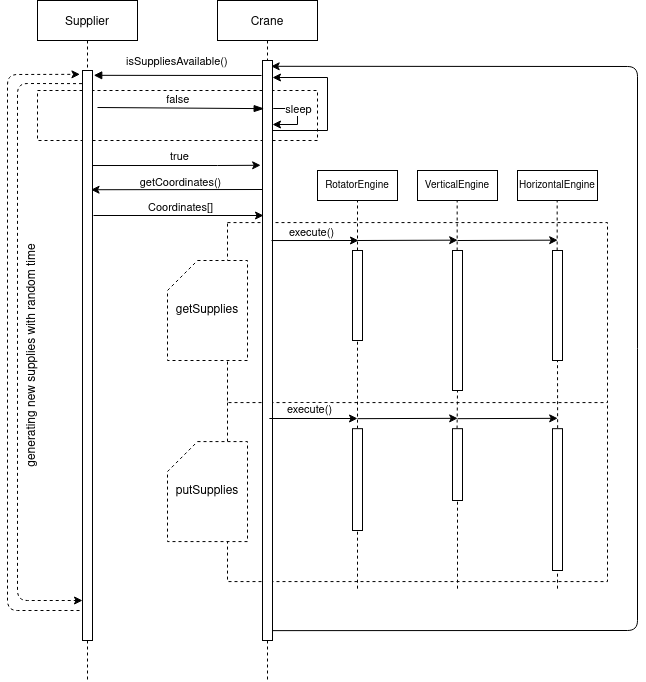 Supplier
Crane
isSuppliesAvailable()
false
sleep
true
getCoordinates()
RotatorEngine
VerticalEngine
HorizontalEngine
Coordinates[]
execute()
getSupplies
generating new supplies with random time
execute()
putSupplies